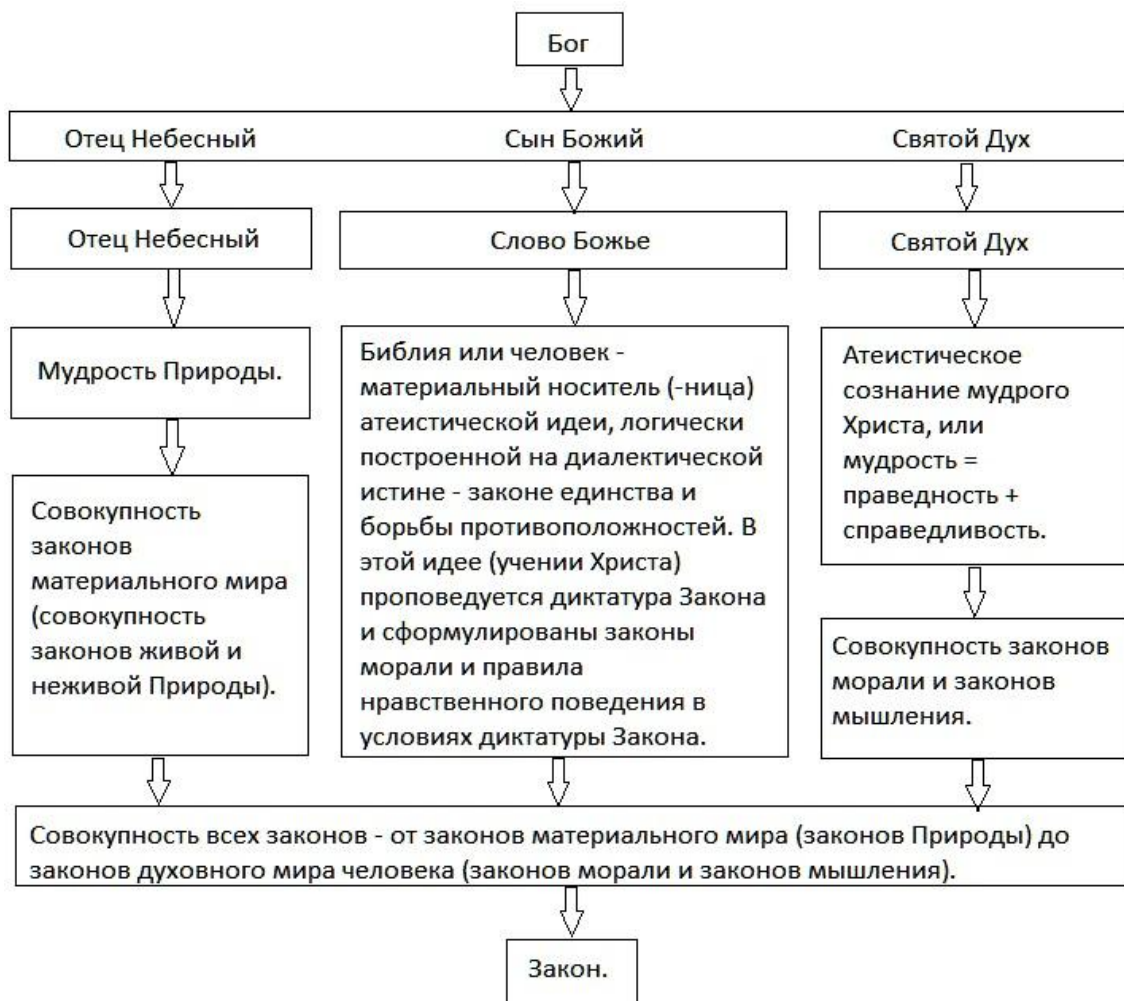 Бог
Отец Небесный Сын Божий Святой Дух
Отец Небесный
Слово Божье
Святой Дух
Мудрость Природы.
Библия или человек -
материальный носитель (-ница)
атеистической идеи, логически
построенной на диалектической
истине - законе единства и
борьбы противоположностей. В
этой идее (учении Христа)
проповедуется диктатура Закона
и сформулированы законы
морали и правила
нравственного поведения в
условиях диктатуры Закона.
Атеистическое
сознание мудрого
Христа, или
мудрость =
праведность +
справедливость.
Совокупность
законов
материального мира
(совокупность
законов живой и
неживой Природы).
Совокупность законов
морали и законов
мышления.
Совокупность всех законов - от законов материального мира (законов Природы) до
законов духовного мира человека (законов морали и законов мышления).
Закон.